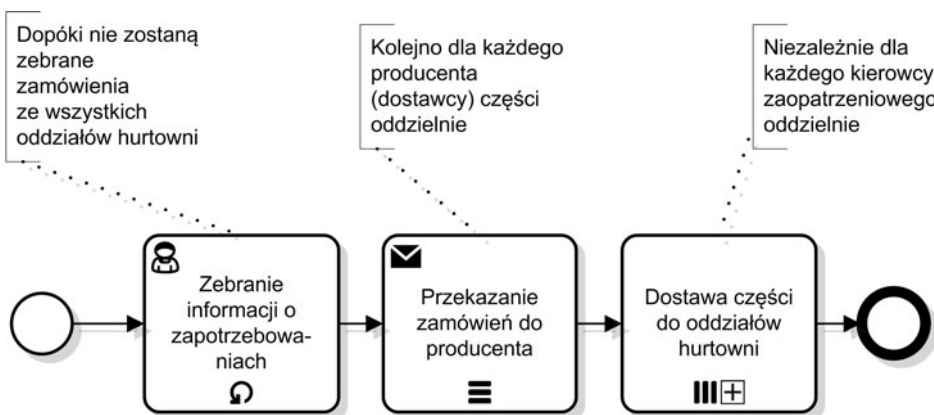 Dopóki nie zostaną
zebrane
zamówienia
ze wszystkich
oddziałów hurtowni
Kolejno dla każdego
producenta
(dostawcy) części
oddzielnie
Niezależnie dla
każdego kierowcy
zaopatrzeniowego
oddzielnie
Zebranie
informacji o
zapotrzebowa-
niach
Przekazanie
zamówień do
producenta
Dostawa części
do oddziałów
hurtowni